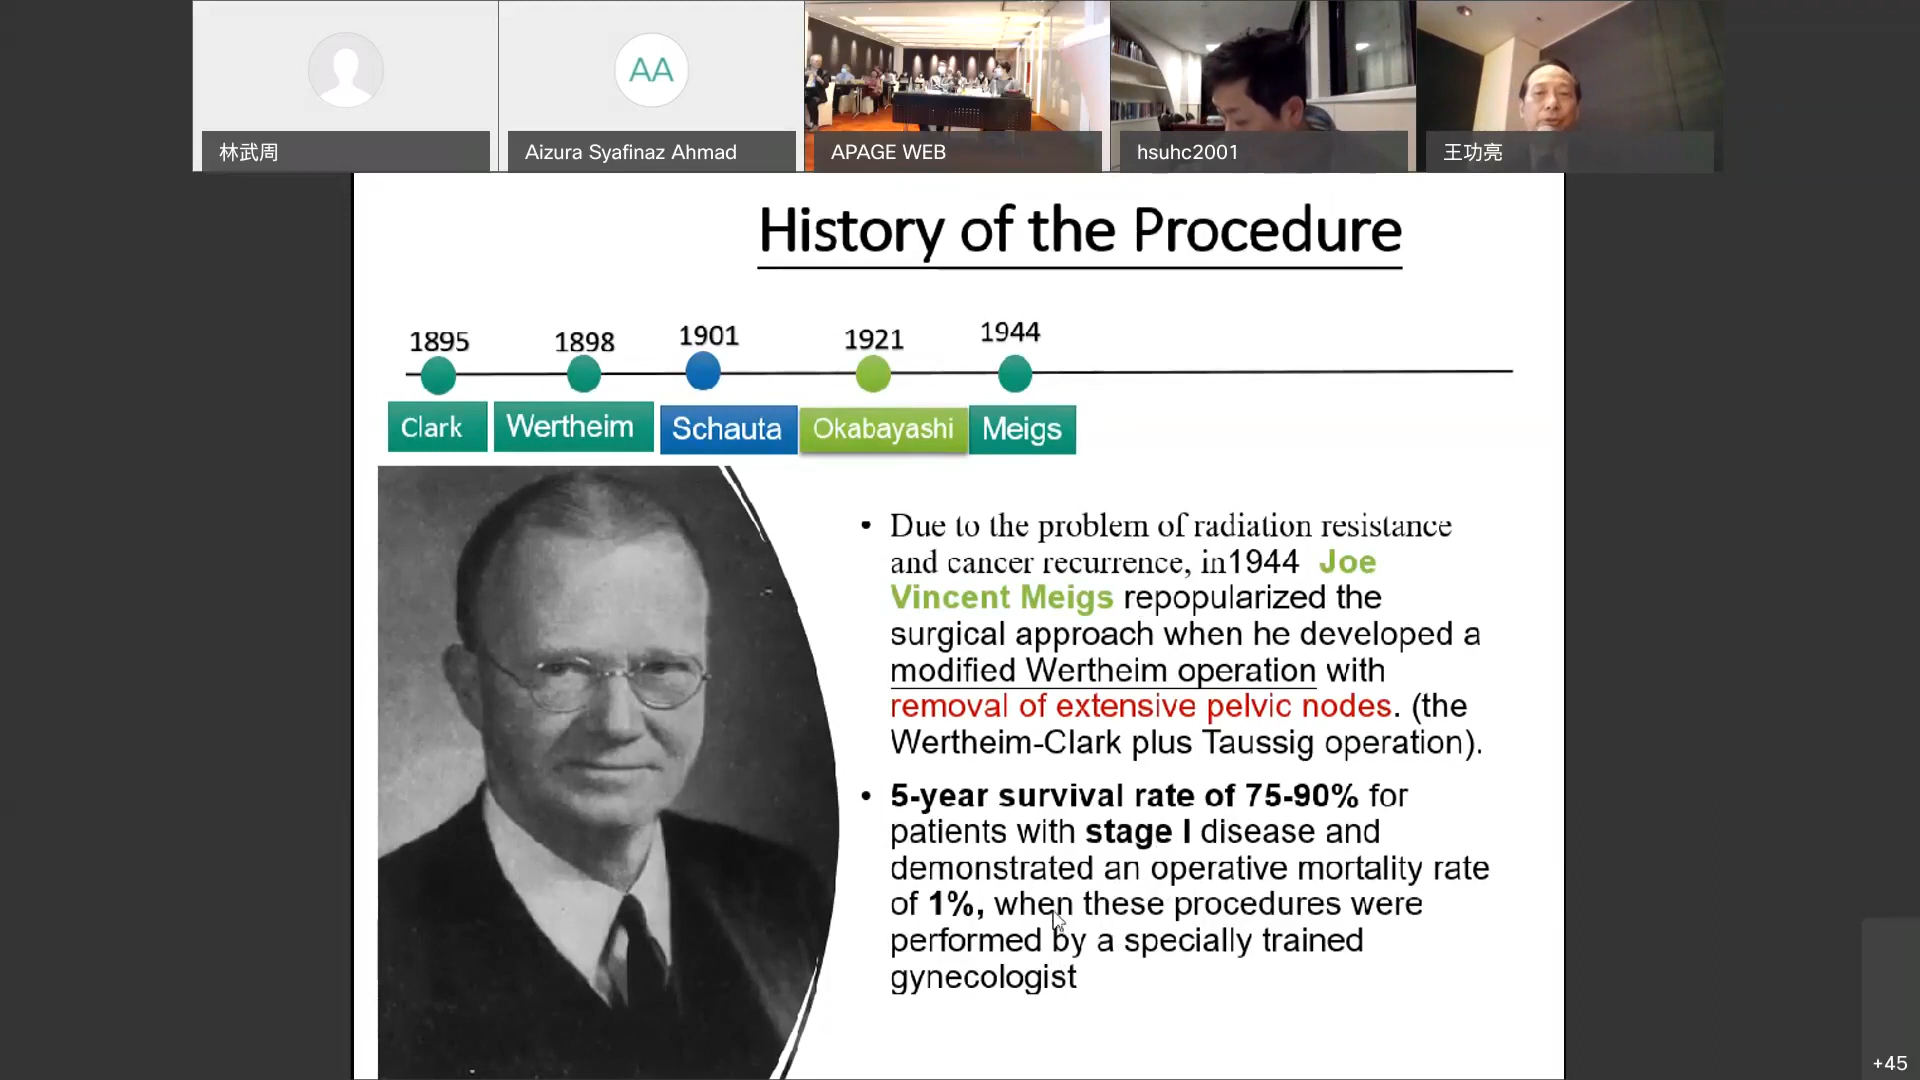 林武周
AA
Aizura Syafinaz Ahmad
APAGE WEB
hsuhc2001
王功亮
History of the Procedure
1895
1898
1901
1921
1944
Clark
Wertheim
Schauta
Okabayashi
Meigs
• Due to the problem of radiation resistance
and cancer recurrence, in1944 Joe
Vincent Meigs repopularized the
surgical approach when he developed a
modified Wertheim operation with
removal of extensive pelvic nodes. (the
Wertheim-Clark plus Taussig operation).
• 5-year survival rate of 75-90% for
patients with stage I disease and
demonstrated an operative mortality rate
of 1%, when these procedures were
performed by a specially trained
gynecologist
+45